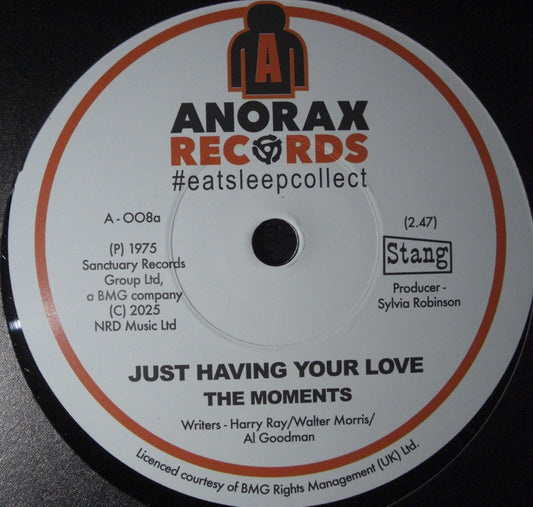 A
ANORAX
RECORDS
#eatsleepcollect
A - OO8a
(P) 1975
Sanctuary Records
Group Ltd,
a BMG company
(C) 2025
NRD Music Ltd
(2.47)
Stang
Producer -
Sylvia Robinson
JUST HAVING YOUR LOVE
THE MOMENTS
Writers - Harry Ray/Walter Morris/
Al Goodman
Licenced courtesy of BMG Rights Management (UK) Ltd.